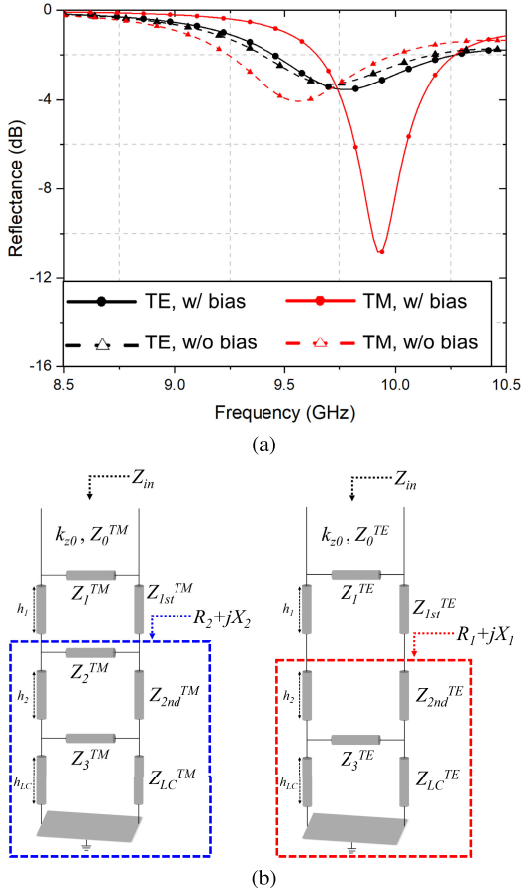 0
-4
-8
-12
-16
Reflectance (dB)
TE, w/ bias
TM, w/ bias
TE, w/o bias
TM, w/o bias
8.5 9.0 9.5 10.0 10.5
Frequency (GHz)
(a)
Z_in Z_in
k_z0 , Z_0^TM k_z0, Z_0^TE
Z_1^TM Z_1^TE
h_1 Z_1st^TM h_1 Z_1st^TE
R_2+jX_2 R_1+jX_1
Z_2^TM
h_2 Z_2nd^TM h_2 Z_2nd^TE
Z_3^TM Z_3^TE
h_LC Z_LC^TM h_LC Z_LC^TE
(b)